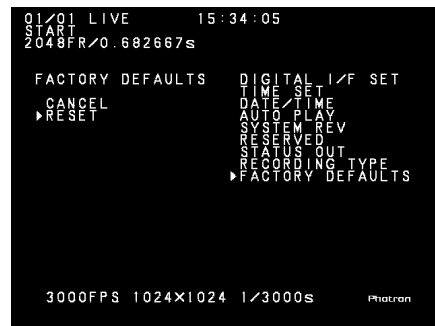 01/01 LIVE 15:34:05
START
2048FR/0.682667s
FACTORY DEFAULTS
CANCEL
▶RESET
DIGITAL I/F SET
TIME SET
DATE/TIME
AUTO PLAY
SYSTEM REV
RESERVED
STATUS OUT
RECORDING TYPE
▶FACTORY DEFAULTS
3000FPS 1024×1024 1/3000s
Photron